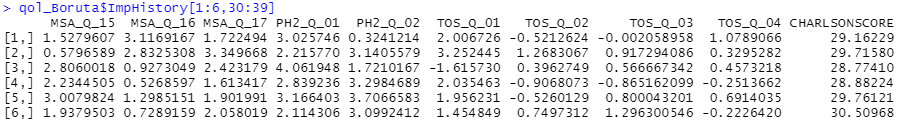 > qol_Boruta$ImpHistory[1:6,30:39]
MSA_Q_15 MSA_Q_16 MSA_Q_17 PH2_Q_01 PH2_Q_02 TOS_Q_01 TOS_Q_02 TOS_Q_03 TOS_Q_04 CHARLSONSCORE
[1,] 1.5279607 3.1169167 1.722494 3.025746 0.3241214 2.006726 -0.5212624 -0.002058958 1.0789066 29.16229
[2,] 0.5796589 2.8325308 3.349668 2.215770 3.1405579 3.252445 1.2683067 0.917294086 0.3295282 29.71580
[3,] 2.8060018 0.9273049 2.423179 4.061948 1.7210167 -1.615730 0.3962749 0.566667342 0.4573218 28.77410
[4,] 2.2344505 0.5268597 1.613417 2.839236 3.2984689 2.035463 -0.9068073 -0.865162099 -0.2513662 28.88224
[5,] 3.0079824 1.2985151 1.901991 3.166403 3.7066583 1.956231 -0.5260129 0.800043201 0.6914035 29.76121
[6,] 1.9379503 0.7289159 2.058019 2.114306 3.0992412 1.454849 0.7497312 1.296300546 -0.2226420 30.50968